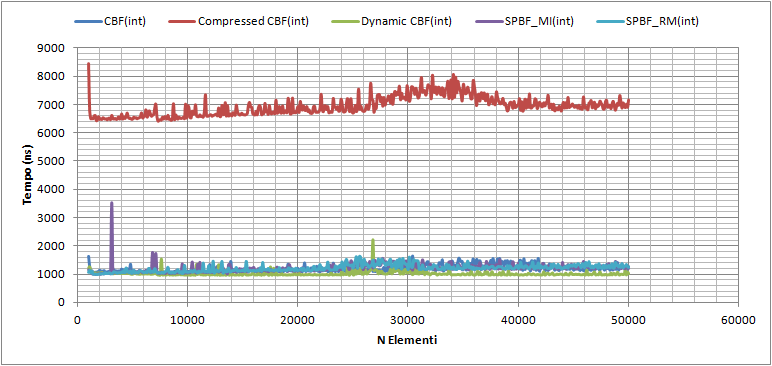 CBF(int) Compressed CBF(int) Dynamic CBF(int) SPBF_MI(int) SPBF_RM(int)
9000
8000
7000
6000
5000
4000
3000
2000
1000
0
Tempo (ns)
0 10000 20000 30000 40000 50000 60000
N Elementi